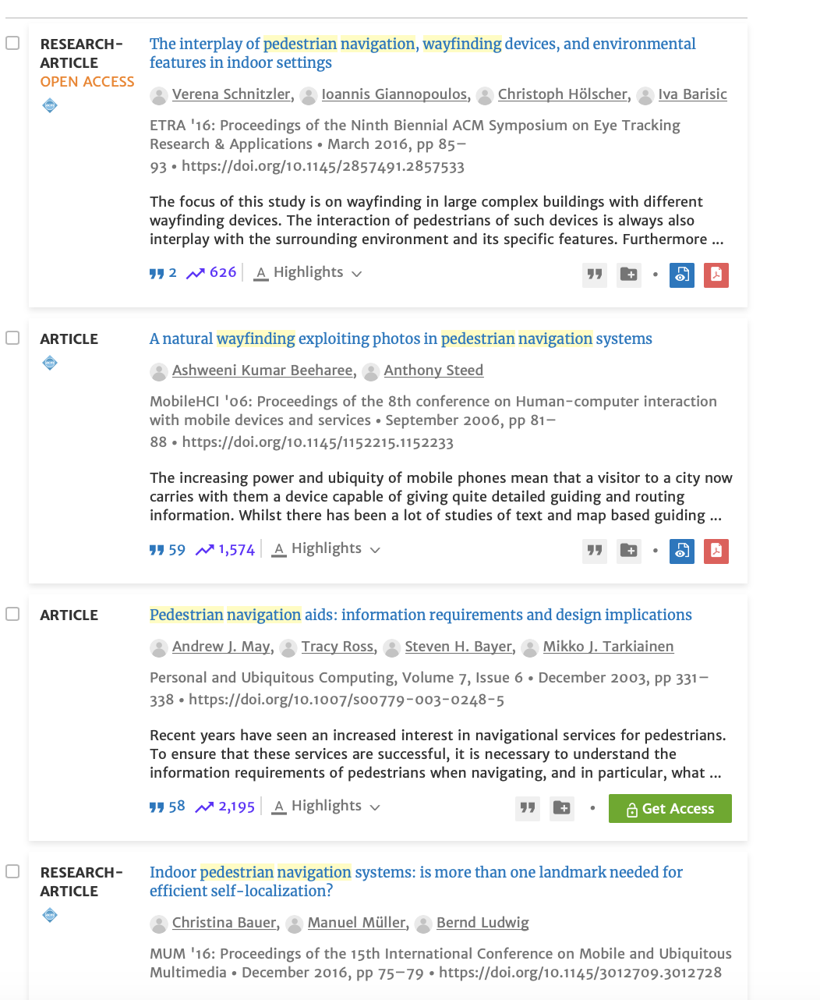 RESEARCH-
ARTICLE
OPEN ACCESS
The interplay of pedestrian navigation, wayfinding devices, and environmental
features in indoor settings
Verena Schnitzler, Ioannis Giannopoulos, Christoph Hölscher, Iva Barisic
ETRA '16: Proceedings of the Ninth Biennial ACM Symposium on Eye Tracking
Research & Applications • March 2016, pp 85–
93 • https://doi.org/10.1145/2857491.2857533
The focus of this study is on wayfinding in large complex buildings with different
wayfinding devices. The interaction of pedestrians of such devices is always also
interplay with the surrounding environment and its specific features. Furthermore ...
2 626 A Highlights
ARTICLE
A natural wayfinding exploiting photos in pedestrian navigation systems
Ashweeni Kumar Beeharee, Anthony Steed
MobileHCI '06: Proceedings of the 8th conference on Human-computer interaction
with mobile devices and services • September 2006, pp 81–
88 • https://doi.org/10.1145/1152215.1152233
The increasing power and ubiquity of mobile phones mean that a visitor to a city now
carries with them a device capable of giving quite detailed guiding and routing
information. Whilst there has been a lot of studies of text and map based guiding ...
59 1,574 A Highlights
ARTICLE
Pedestrian navigation aids: information requirements and design implications
Andrew J. May, Tracy Ross, Steven H. Bayer, Mikko J. Tarkiainen
Personal and Ubiquitous Computing, Volume 7, Issue 6 • December 2003, pp 331–
338 • https://doi.org/10.1007/s00779-003-0248-5
Recent years have seen an increased interest in navigational services for pedestrians.
To ensure that these services are successful, it is necessary to understand the
information requirements of pedestrians when navigating, and in particular, what ...
58 2,195 A Highlights • Get Access
RESEARCH-
ARTICLE
Indoor pedestrian navigation systems: is more than one landmark needed for
efficient self-localization?
Christina Bauer, Manuel Müller, Bernd Ludwig
MUM '16: Proceedings of the 15th International Conference on Mobile and Ubiquitous
Multimedia • December 2016, pp 75–79 • https://doi.org/10.1145/3012709.3012728